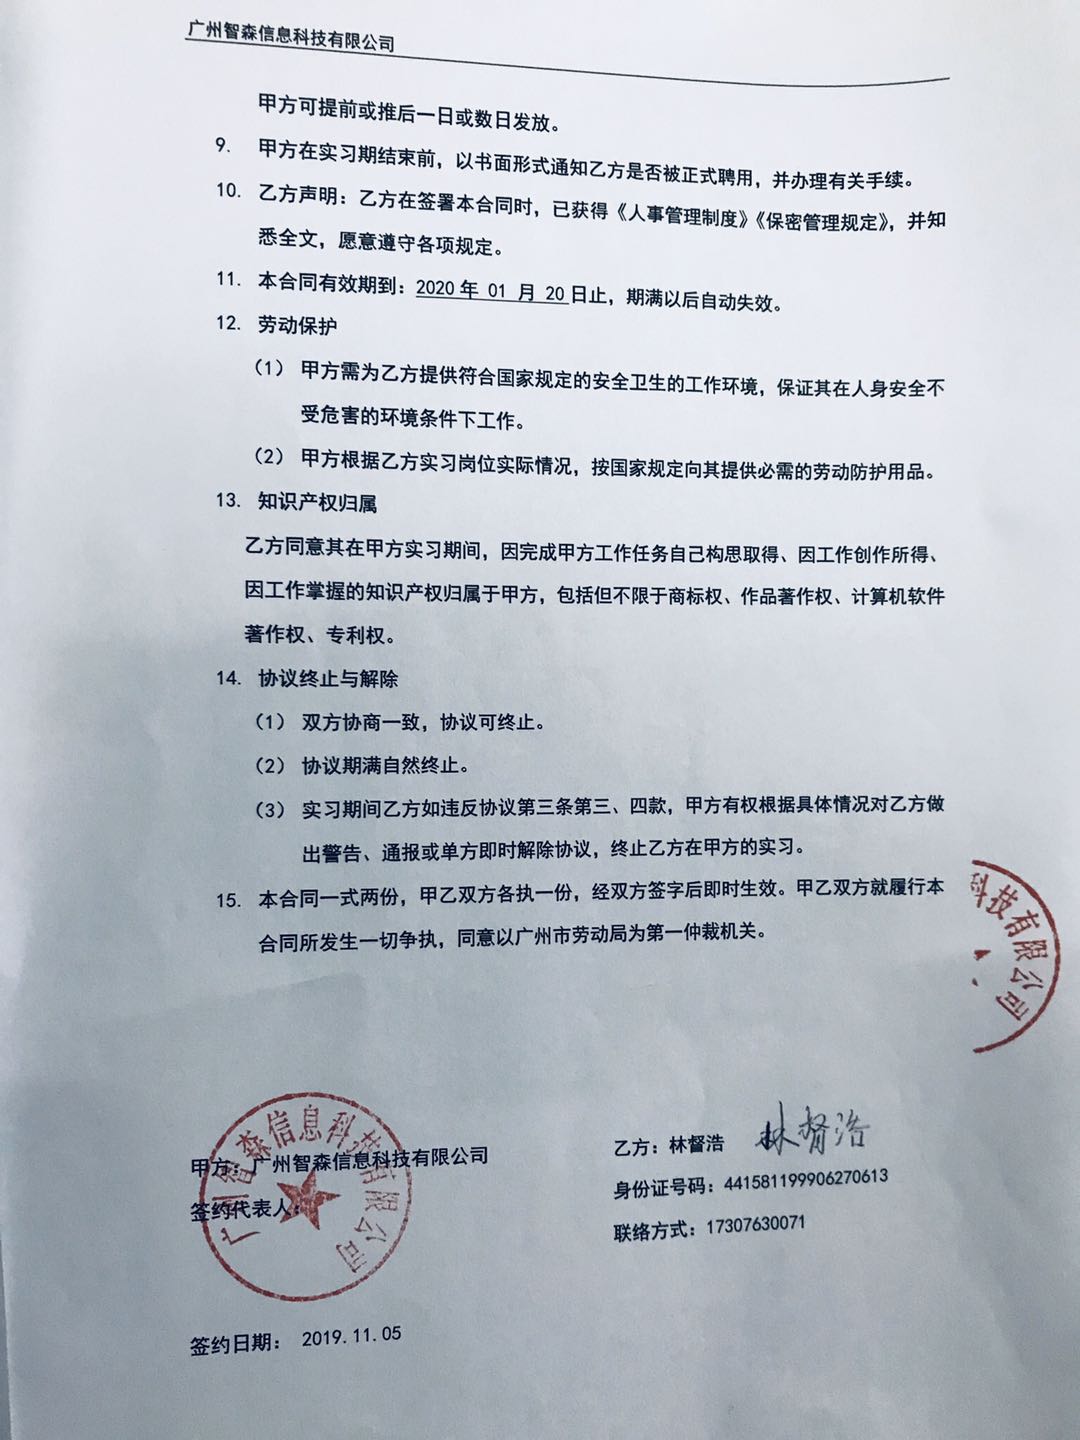 广州智森信息科技有限公司
甲方可提前或推后一日或数日发放。
9. 甲方在实习期结束前，以书面形式通知乙方是否被正式聘用，并办理有关手续。
10. 乙方声明：乙方在签署本合同时，已获得《人事管理制度》《保密管理规定》，并知
悉全文，愿意遵守各项规定。
11. 本合同有效期到：2020年 01 月 20日止，期满以后自动失效。
12. 劳动保护
（1） 甲方需为乙方提供符合国家规定的安全卫生的工作环境，保证其在人身安全不
受危害的环境条件下工作。
（2） 甲方根据乙方实习岗位实际情况，按国家规定向其提供必需的劳动防护用品。
13. 知识产权归属
乙方同意其在甲方实习期间，因完成甲方工作任务自己构思取得、因工作创作所得、
因工作掌握的知识产权归属于甲方，包括但不限于商标权、作品著作权、计算机软件
著作权、专利权。
14. 协议终止与解除
（1） 双方协商一致，协议可终止。
（2） 协议期满自然终止。
（3） 实习期间乙方如违反协议第三条第三、四款，甲方有权根据具体情况对乙方做
出警告、通报或单方即时解除协议，终止乙方在甲方的实习。
15. 本合同一式两份，甲乙双方各执一份，经双方签字后即时生效。甲乙双方就履行本
合同所发生一切争执，同意以广州市劳动局为第一仲裁机关。
科技有限公司
甲方：广州智森信息科技有限公司
签约代表人：
广州智森信息科技有限公司
乙方：林督浩 林督浩
身份证号码：441581199906270613
联络方式：17307630071
签约日期： 2019.11.05